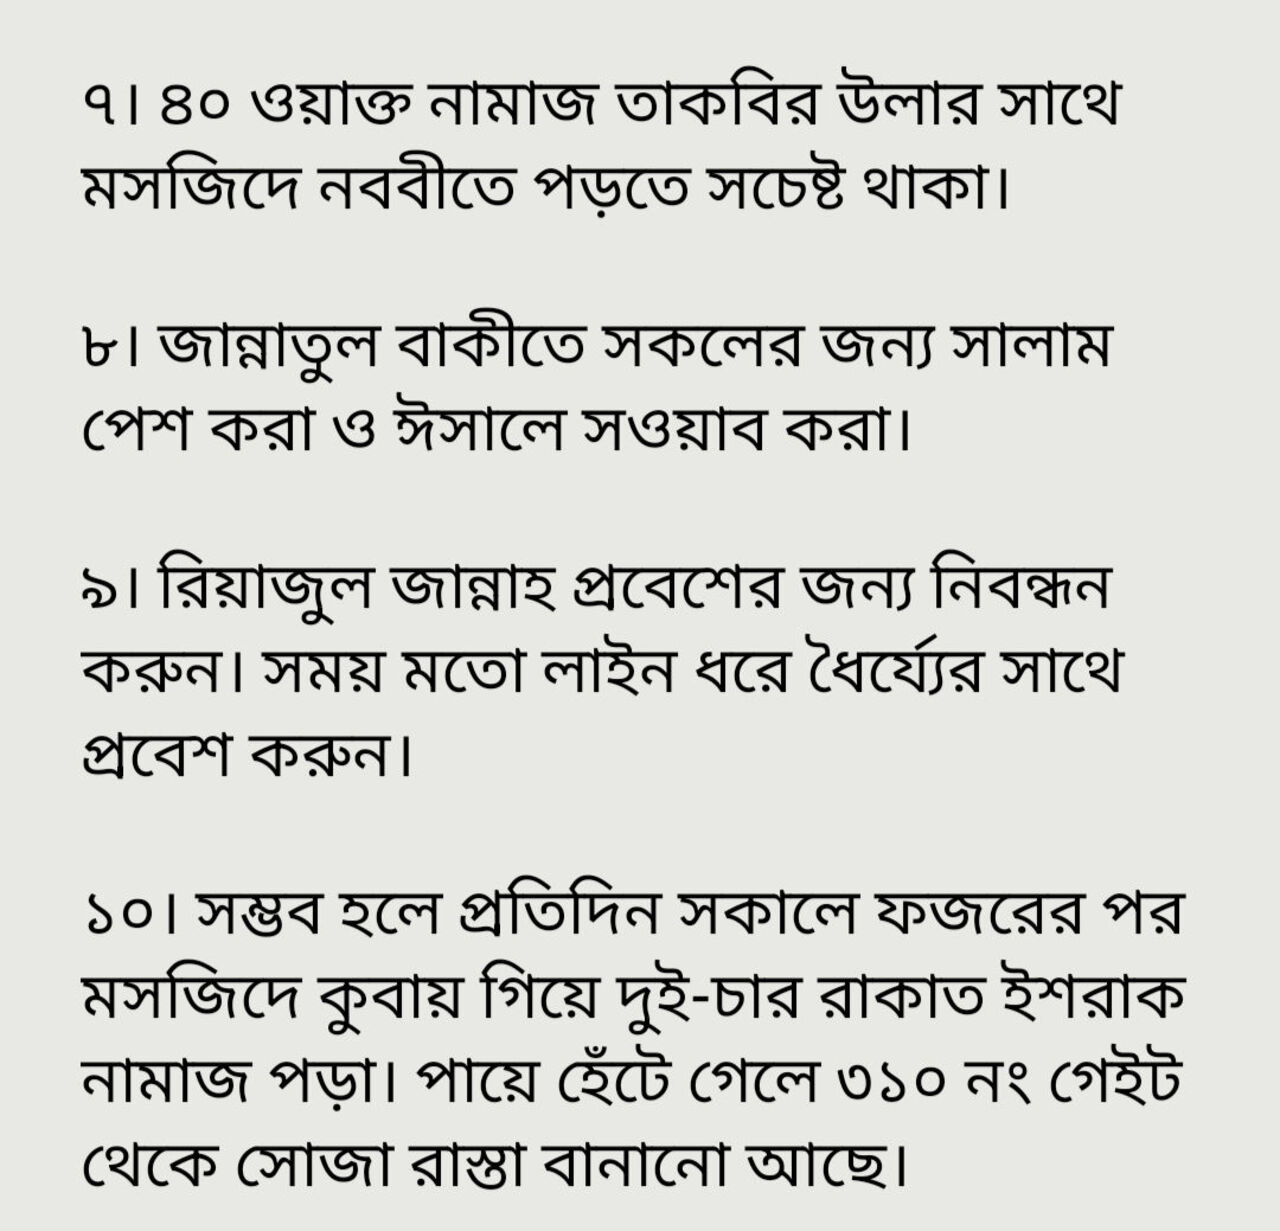 ৭। ৪০ ওয়াক্ত নামাজ তাকবির উলার সাথে
মসজিদে নববীতে পড়তে সচেষ্ট থাকা।
৮। জান্নাতুল বাকীতে সকলের জন্য সালাম
পেশ করা ও ঈসালে সওয়াব করা।
৯। রিয়াজুল জান্নাহ প্রবেশের জন্য নিবন্ধন
করুন। সময় মতো লাইন ধরে ধৈর্য্যের সাথে
প্রবেশ করুন।
১০। সম্ভব হলে প্রতিদিন সকালে ফজরের পর
মসজিদে কুবায় গিয়ে দুই-চার রাকাত ইশরাক
নামাজ পড়া। পায়ে হেঁটে গেলে ৩১০ নং গেইট
থেকে সোজা রাস্তা বানানো আছে।